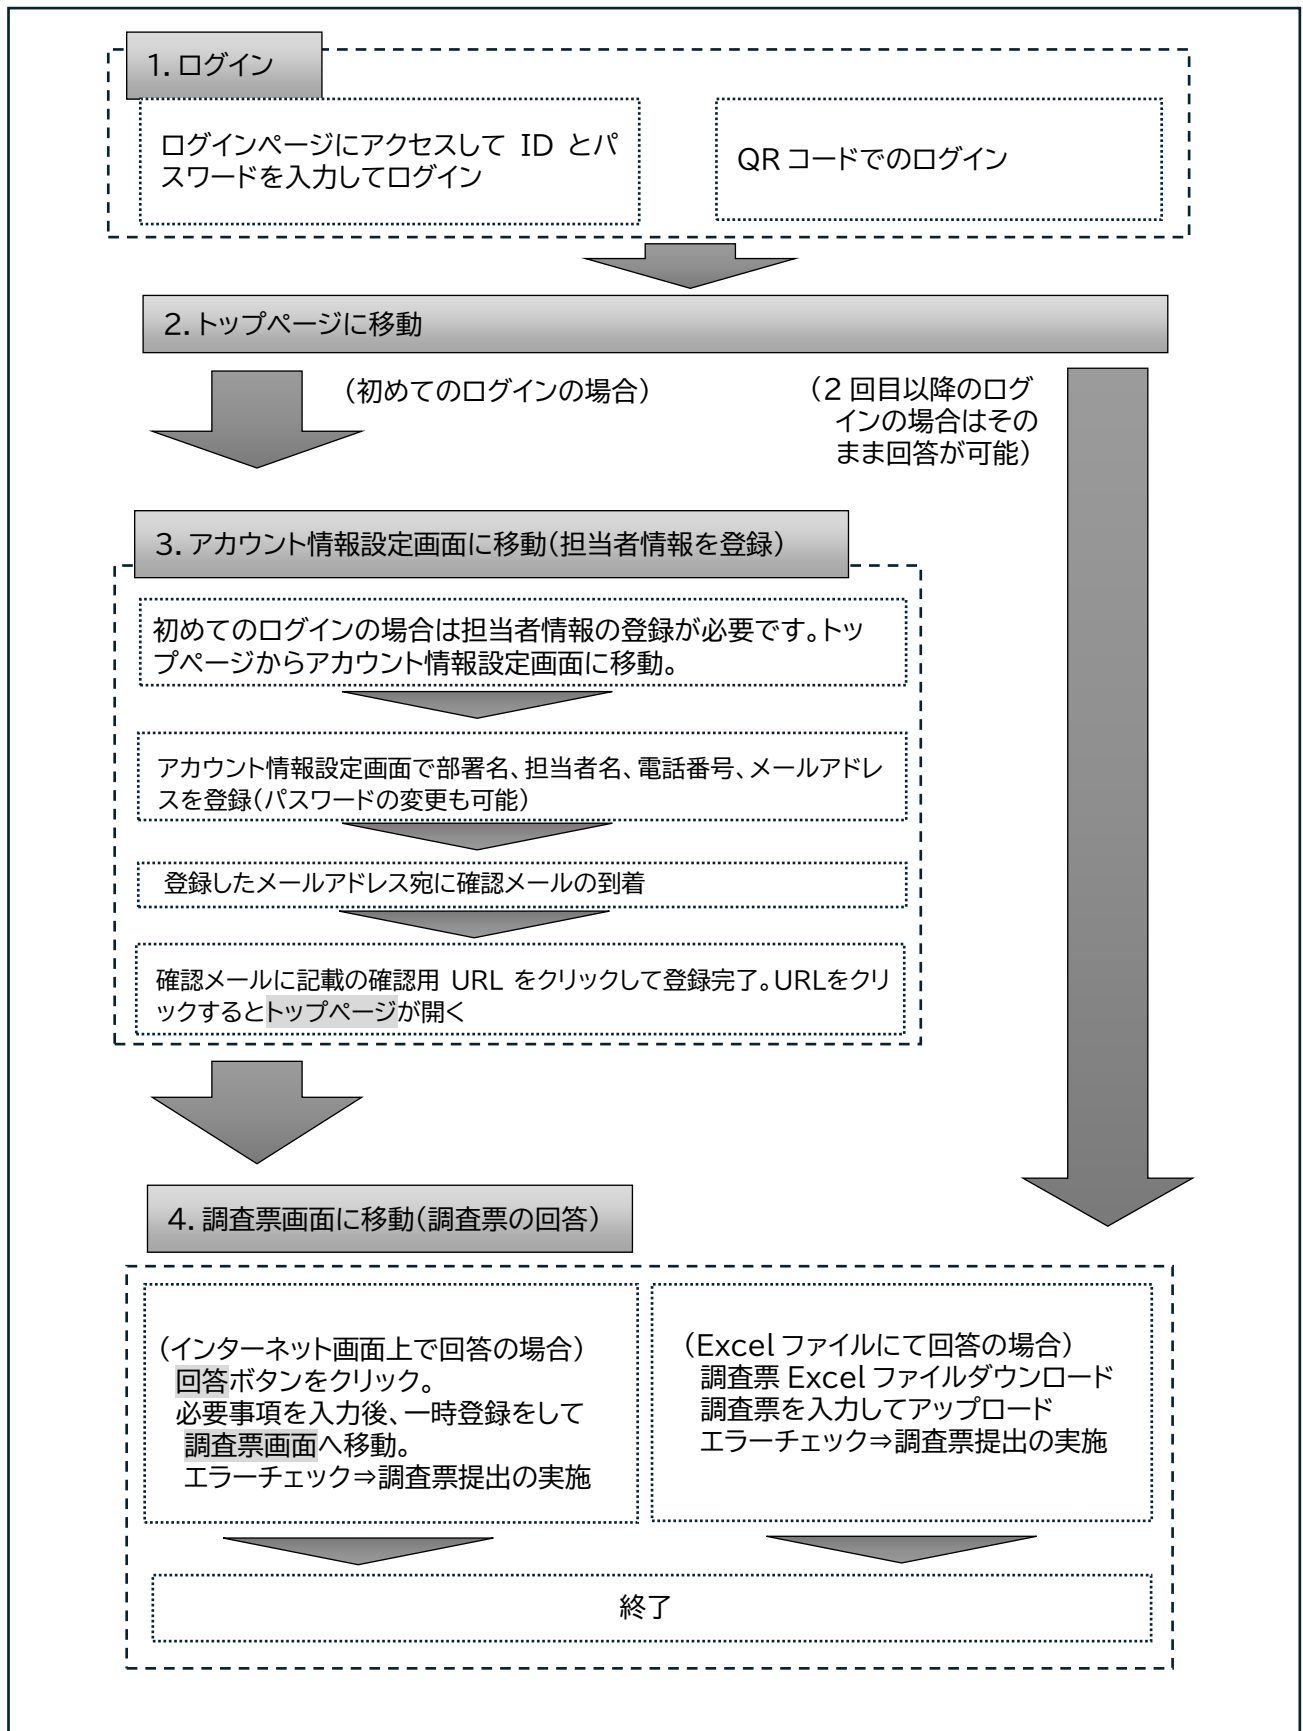 1. ログイン
ログインページにアクセスして ID とパ
スワードを入力してログイン
QRコードでのログイン
2. トップページに移動
（初めてのログインの場合）
（2 回目以降のログ
インの場合はその
まま回答が可能）
3. アカウント情報設定画面に移動（担当者情報を登録）
初めてのログインの場合は担当者情報の登録が必要です。トッ
プページからアカウント情報設定画面に移動。
アカウント情報設定画面で部署名、担当者名、電話番号、メールアドレ
スを登録（パスワードの変更も可能）
登録したメールアドレス宛に確認メールの到着
確認メールに記載の確認用 URL をクリックして登録完了。URLをクリ
ックするとトップページが開く
4. 調査票画面に移動（調査票の回答）
（インターネット画面上で回答の場合）
回答ボタンをクリック。
必要事項を入力後、一時登録をして
調査票画面へ移動。
エラーチェック⇒調査票提出の実施
（Excel ファイルにて回答の場合）
調査票 Excel ファイルダウンロード
調査票を入力してアップロード
エラーチェック⇒調査票提出の実施
終了